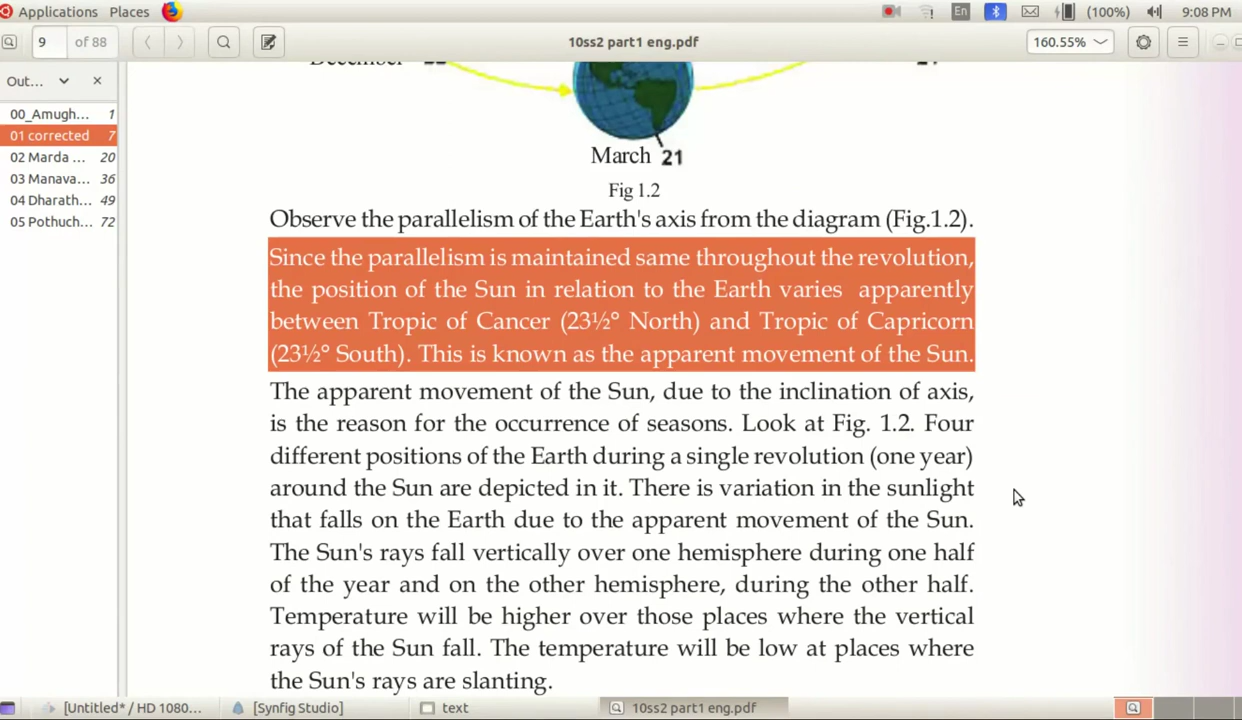 Applications Places En (100%) 9:08 PM
9 of 88 10ss2 part1 eng.pdf 160.55%
Out...
00_Amugh... 1
01 corrected 7
02 Marda ... 20
03 Manava... 36
04 Dharath... 49
05 Pothuch... 72
March 21
Fig 1.2
Observe the parallelism of the Earth's axis from the diagram (Fig.1.2).
Since the parallelism is maintained same throughout the revolution,
the position of the Sun in relation to the Earth varies apparently
between Tropic of Cancer (23½° North) and Tropic of Capricorn
(23½° South). This is known as the apparent movement of the Sun.
The apparent movement of the Sun, due to the inclination of axis,
is the reason for the occurrence of seasons. Look at Fig. 1.2. Four
different positions of the Earth during a single revolution (one year)
around the Sun are depicted in it. There is variation in the sunlight
that falls on the Earth due to the apparent movement of the Sun.
The Sun's rays fall vertically over one hemisphere during one half
of the year and on the other hemisphere, during the other half.
Temperature will be higher over those places where the vertical
rays of the Sun fall. The temperature will be low at places where
the Sun's rays are slanting.
[Untitled* / HD 1080... [Synfig Studio] text 10ss2 part1 eng.pdf